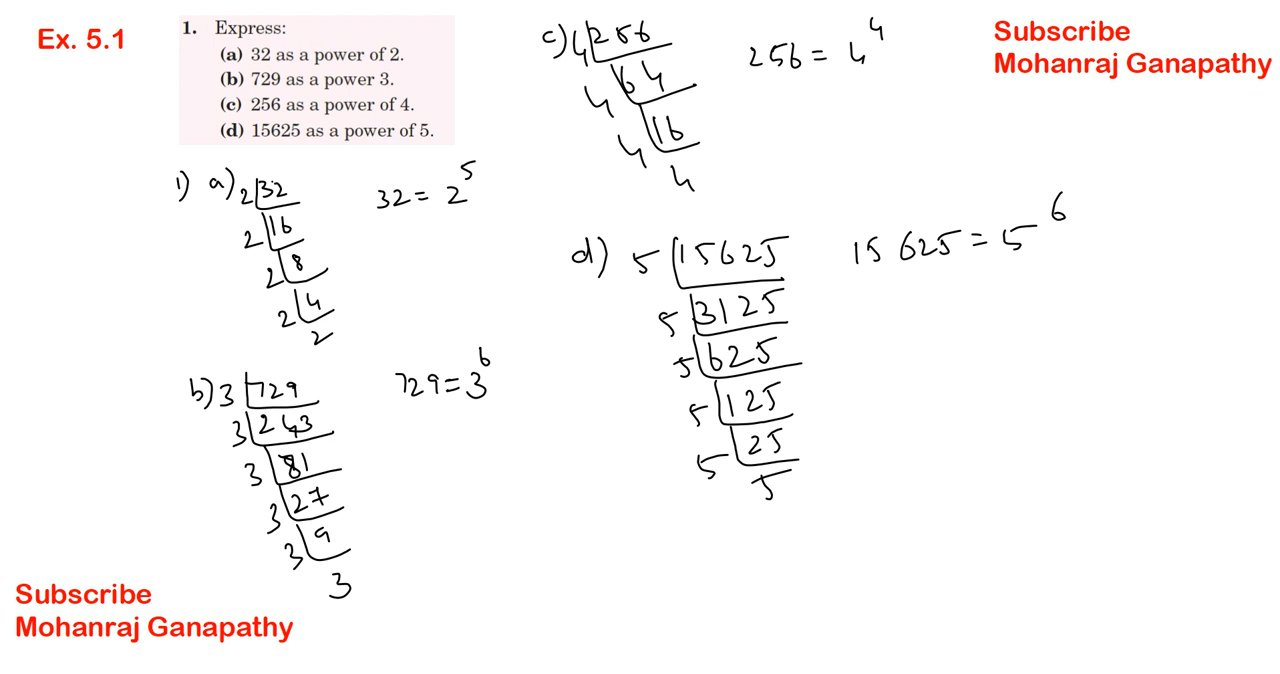 Ex. 5.1
1. Express:
(a) 32 as a power of 2.
(b) 729 as a power 3.
(c) 256 as a power of 4.
(d) 15625 as a power of 5.
Subscribe
Mohanraj Ganapathy
1) a) 2 32
2 16
2 8
2 4
2
32 = 2^5
b) 3 729
3 243
3 81
3 27
3 9
3
729 = 3^6
c) 4 256
4 64
4 16
4
256 = 4^4
d) 5 15625
5 3125
5 625
5 125
5 25
5
15625 = 5^6
Subscribe
Mohanraj Ganapathy